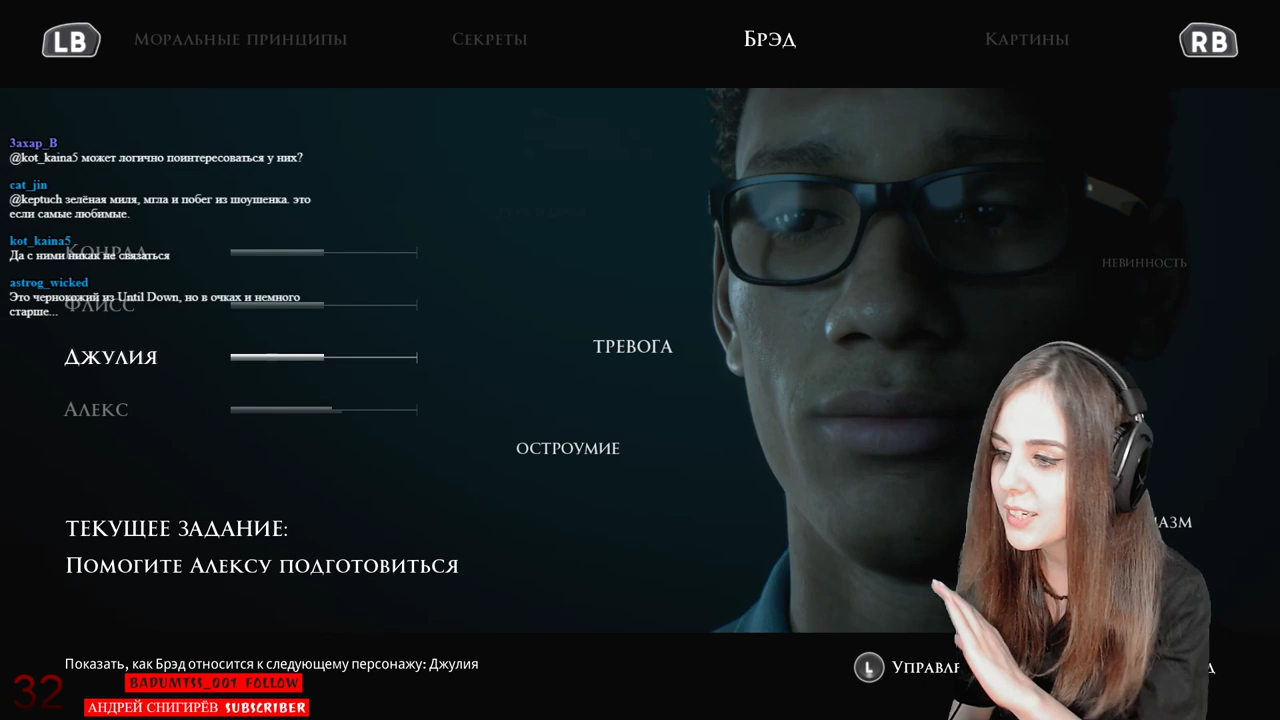 LB
Моральные принципы
Секреты
Брэд
Картины
RB
3axap_B
@kot_kaina5 может логично поинтересоваться у них?
cat_jin
@keptuch зелёная миля, мгла и побег из шоушенка. это
если самые любимые.
kot_kaina5
Да с ними никак не связаться
Конрад
astrog_wicked
Это чернокожий из Until Down, но в очках и немного
старше...
Флисс
Джулия
Алекс
невинность
тревога
остроумие
текущее задание:
Помогите Алексу подготовиться
Показать, как Брэд относится к следующему персонажу: Джулия
L
32
BADUMTSS_001 FOLLOW
АНДРЕЙ СНИГИРЁВ SUBSCRIBER